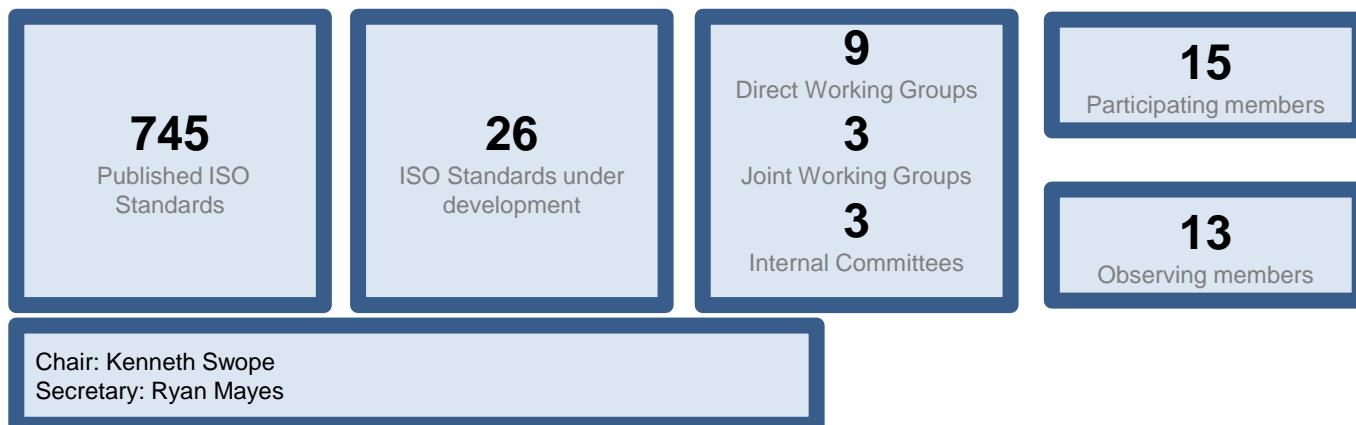 745
Published ISO
Standards
26
ISO Standards under
development
9
Direct Working Groups
3
Joint Working Groups
3
Internal Committees
15
Participating members
13
Observing members
Chair: Kenneth Swope
Secretary: Ryan Mayes